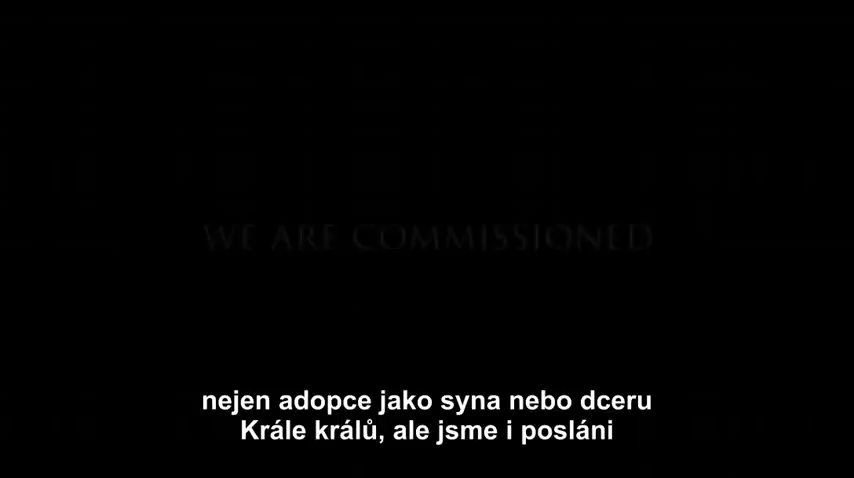 WE ARE COMMISSIONED
nejen adopce jako syna nebo dceru
Krále králů, ale jsme i posláni